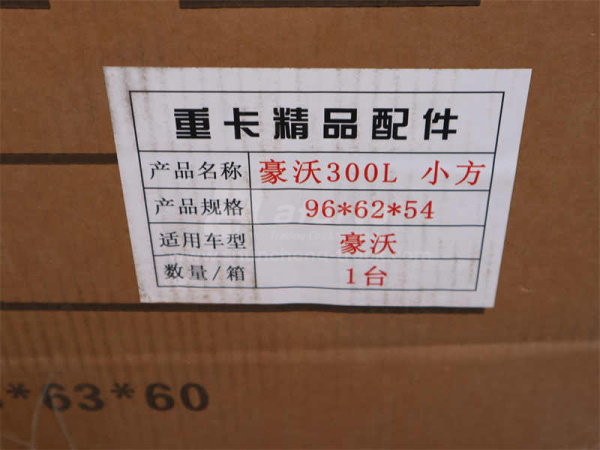 重卡精品配件
产品名称 豪沃300L 小方
产品规格 96*62*54
适用车型 豪沃
数量/箱 1台
*63*60